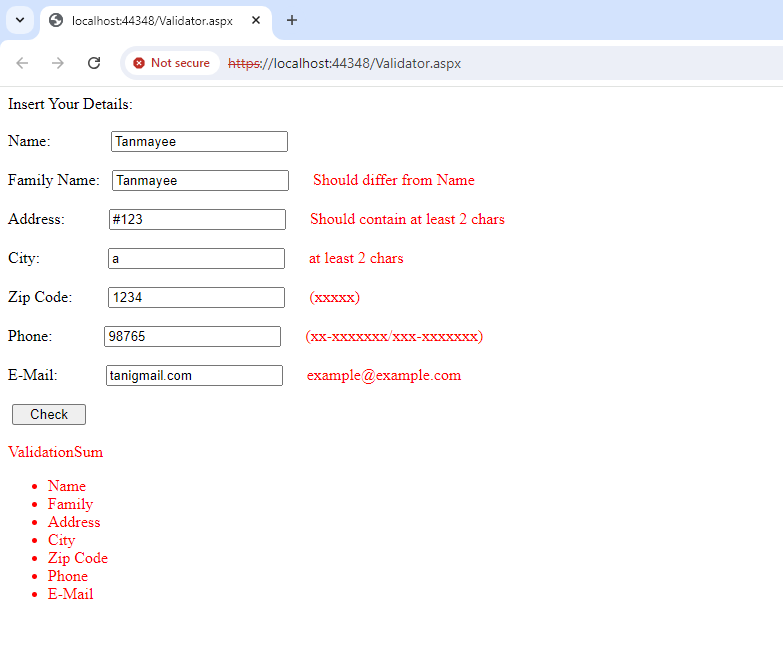 localhost:44348/Validator.aspx
Not secure https://localhost:44348/Validator.aspx
Insert Your Details:
Name: Tanmayee
Family Name: Tanmayee Should differ from Name
Address: #123 Should contain at least 2 chars
City: a at least 2 chars
Zip Code: 1234 (xxxxx)
Phone: 98765 (xx-xxxxxxx/xxx-xxxxxxx)
E-Mail: tanigmail.com example@example.com
Check
ValidationSum
Name
Family
Address
City
Zip Code
Phone
E-Mail